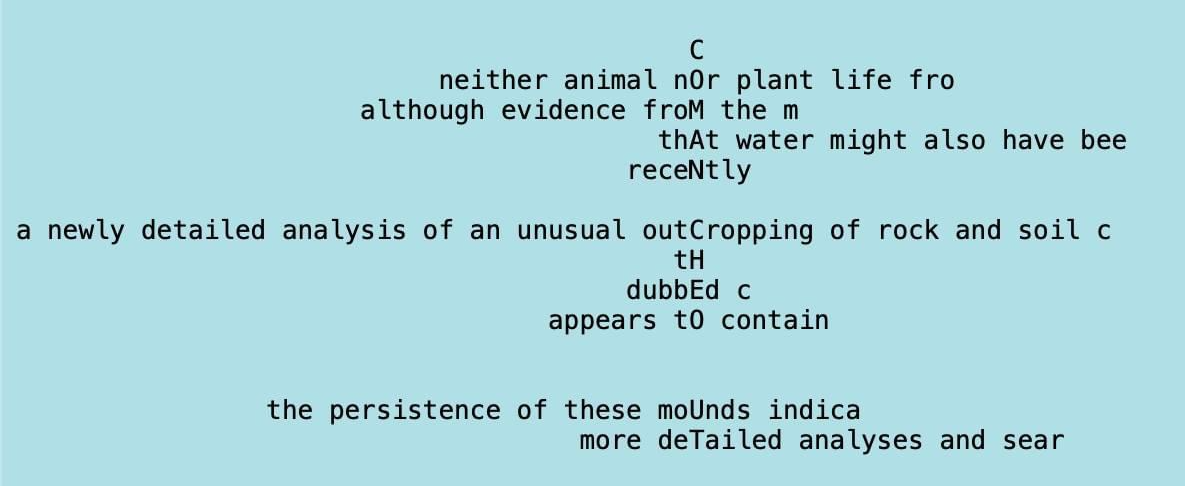 C
neither animal nOr plant life fro
although evidence froM the m
thAt water might also have bee
receNtly
a newly detailed analysis of an unusual outCropping of rock and soil c
tH
dubbEd c
appears tO contain
the persistence of these moUnds indica
more deTailed analyses and sear